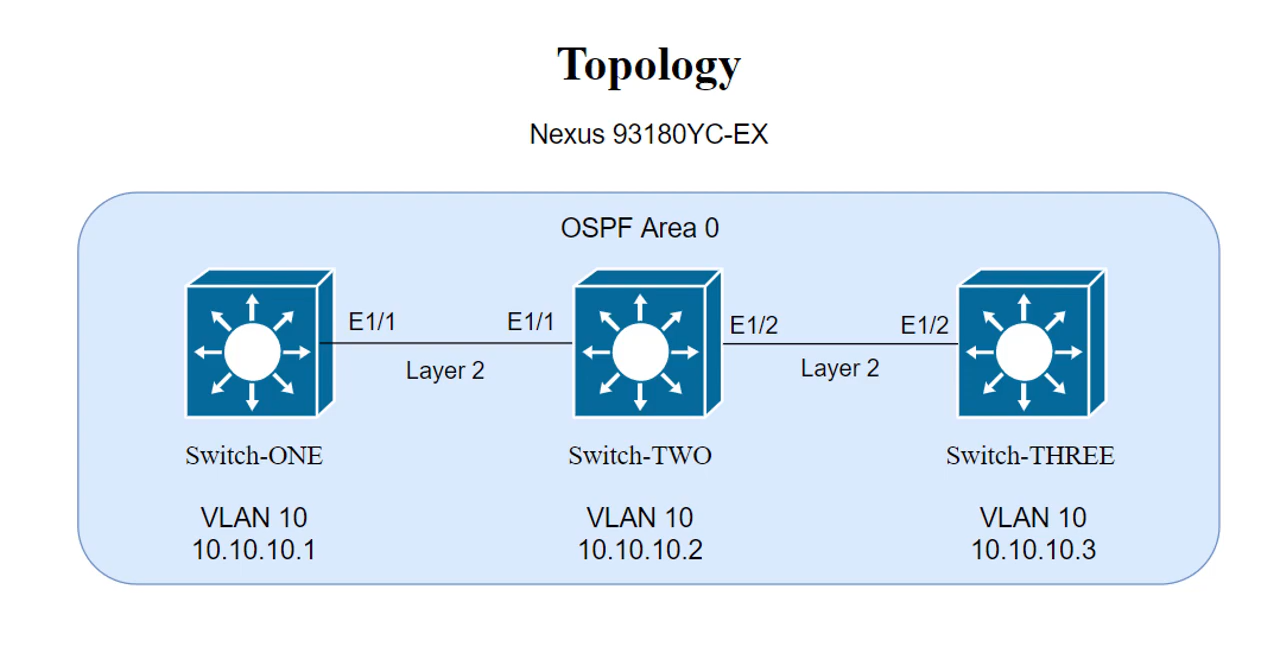 Topology
Nexus 93180YC-EX
OSPF Area 0
E1/1
E1/1
E1/2
E1/2
Layer 2
Layer 2
Switch-ONE
Switch-TWO
Switch-THREE
VLAN 10
10.10.10.1
VLAN 10
10.10.10.2
VLAN 10
10.10.10.3